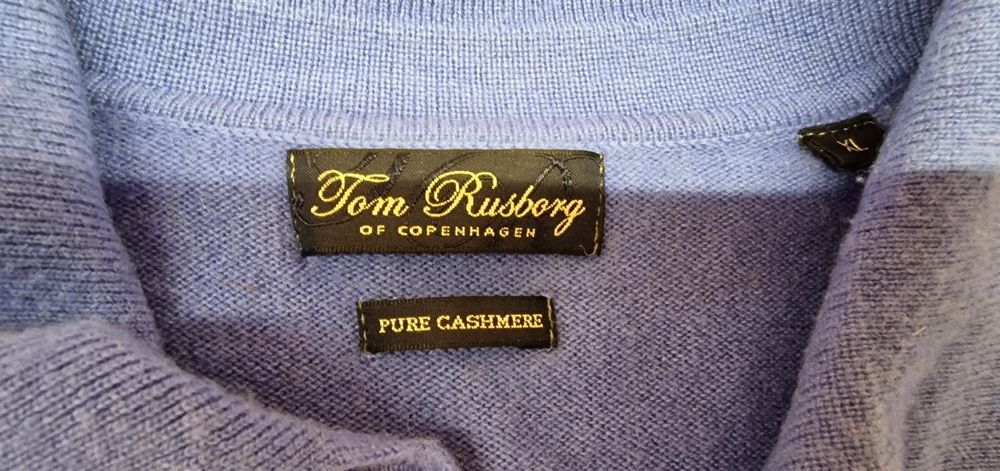 Tom Rusborg
OF COPENHAGEN
XL
PURE CASHMERE